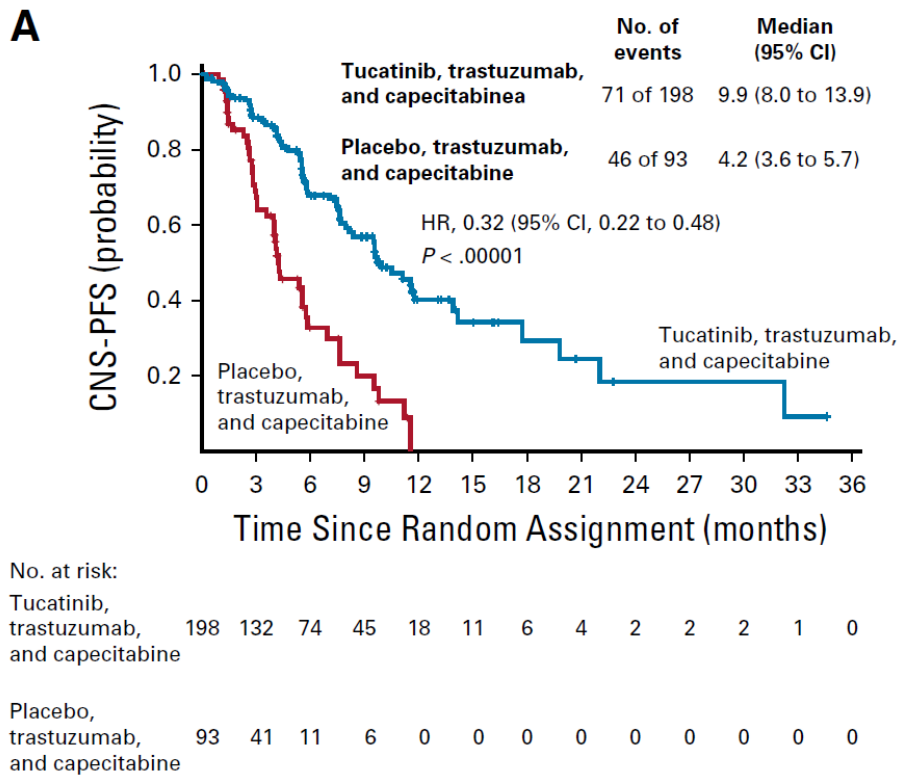 A
No. of events
Median (95% CI)
Tucatinib, trastuzumab,
and capecitabinea
71 of 198
9.9 (8.0 to 13.9)
Placebo, trastuzumab,
and capecitabine
46 of 93
4.2 (3.6 to 5.7)
HR, 0.32 (95% CI, 0.22 to 0.48)
P < .00001
CNS-PFS (probability)
1.0
0.8
0.6
0.4
0.2
Tucatinib, trastuzumab,
and capecitabine
Placebo,
trastuzumab,
and capecitabine
0 3 6 9 12 15 18 21 24 27 30 33 36
Time Since Random Assignment (months)
No. at risk:
Tucatinib,
trastuzumab,
and capecitabine
198 132 74 45 18 11 6 4 2 2 2 1 0
Placebo,
trastuzumab,
and capecitabine
93 41 11 6 0 0 0 0 0 0 0 0 0